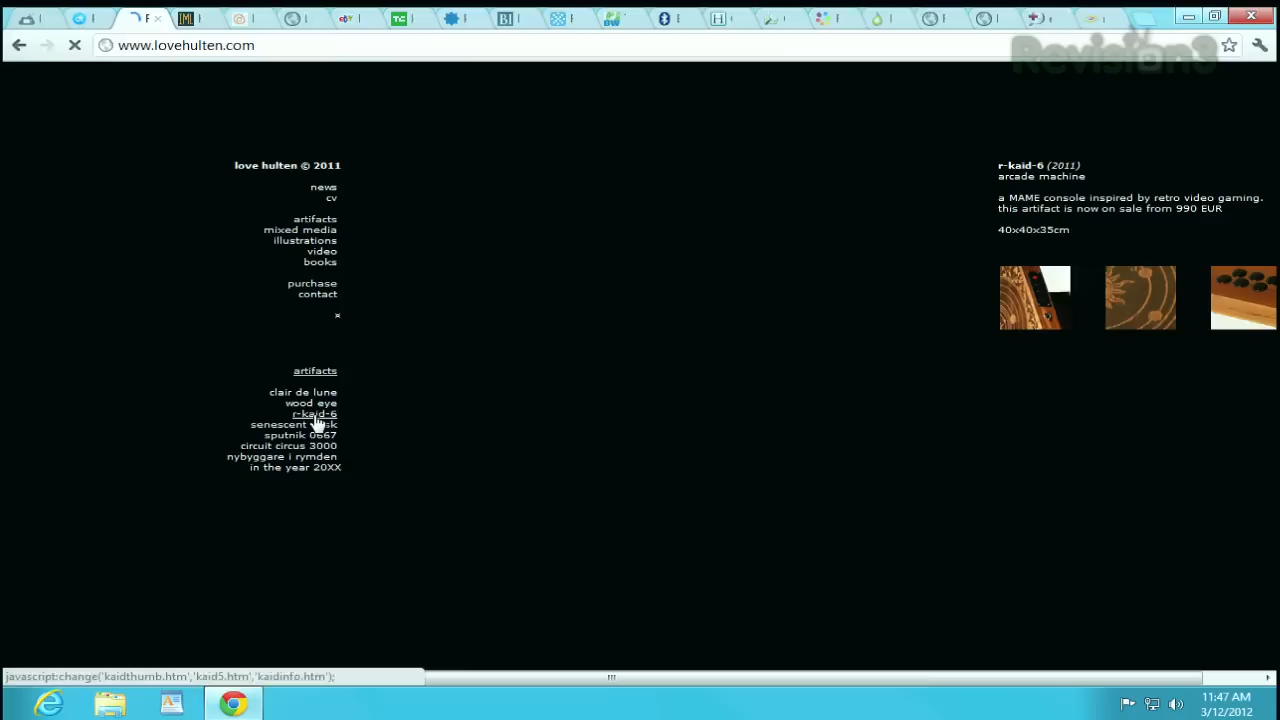 www.lovehulten.com
Revision3
love hulten © 2011
news
cv
artifacts
mixed media
illustrations
video
books
purchase
contact
¤
artifacts
clair de lune
wood eye
r-kaid-6
senescent
sputnik 0667
circuit circus 3000
nybyggare i rymden
in the year 20XX
r-kaid-6 (2011)
arcade machine
a MAME console inspired by retro video gaming.
this artifact is now on sale from 990 EUR
40x40x35cm
javascript:change('kaidthumb.htm','kaid5.htm','kaidinfo.htm');
11:47 AM
3/12/2012